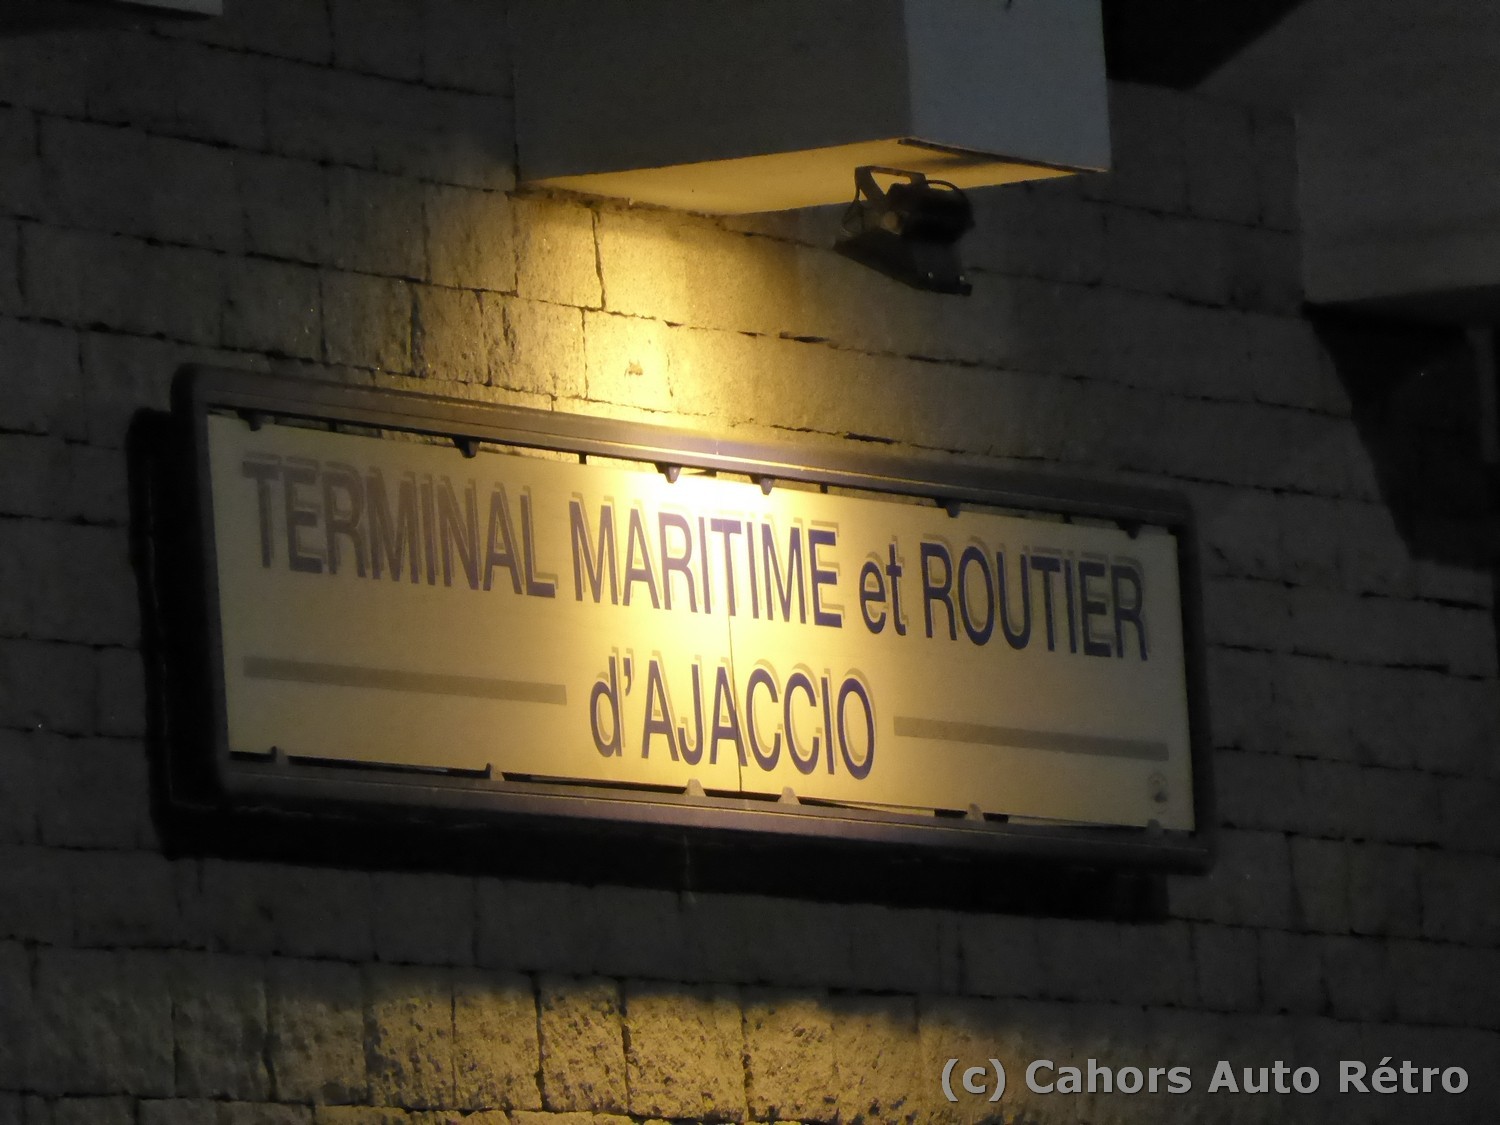 TERMINAL MARITIME et ROUTIER
d'AJACCIO
(c) Cahors Auto Rétro